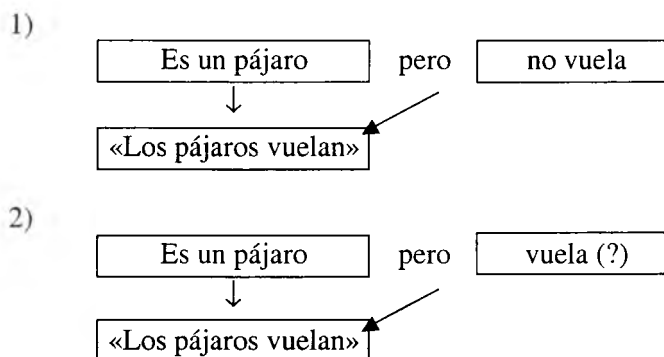 1)
Es un pájaro pero no vuela
«Los pájaros vuelan»
2)
Es un pájaro pero vuela (?)
«Los pájaros vuelan»